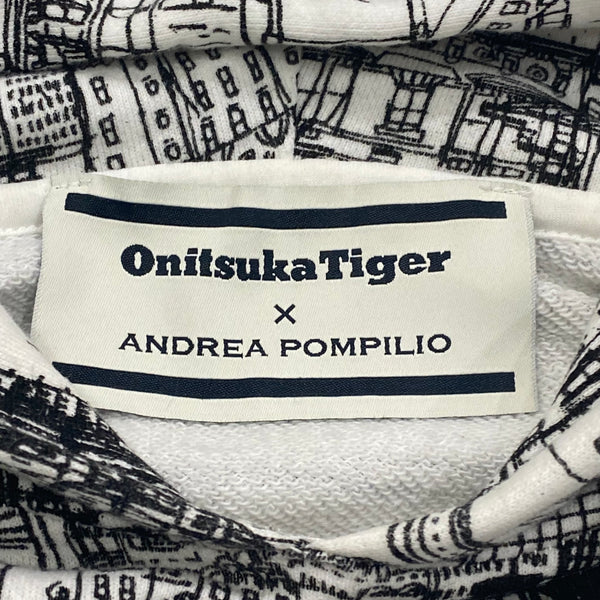 OnitsukaTiger
×
ANDREA POMPILIO